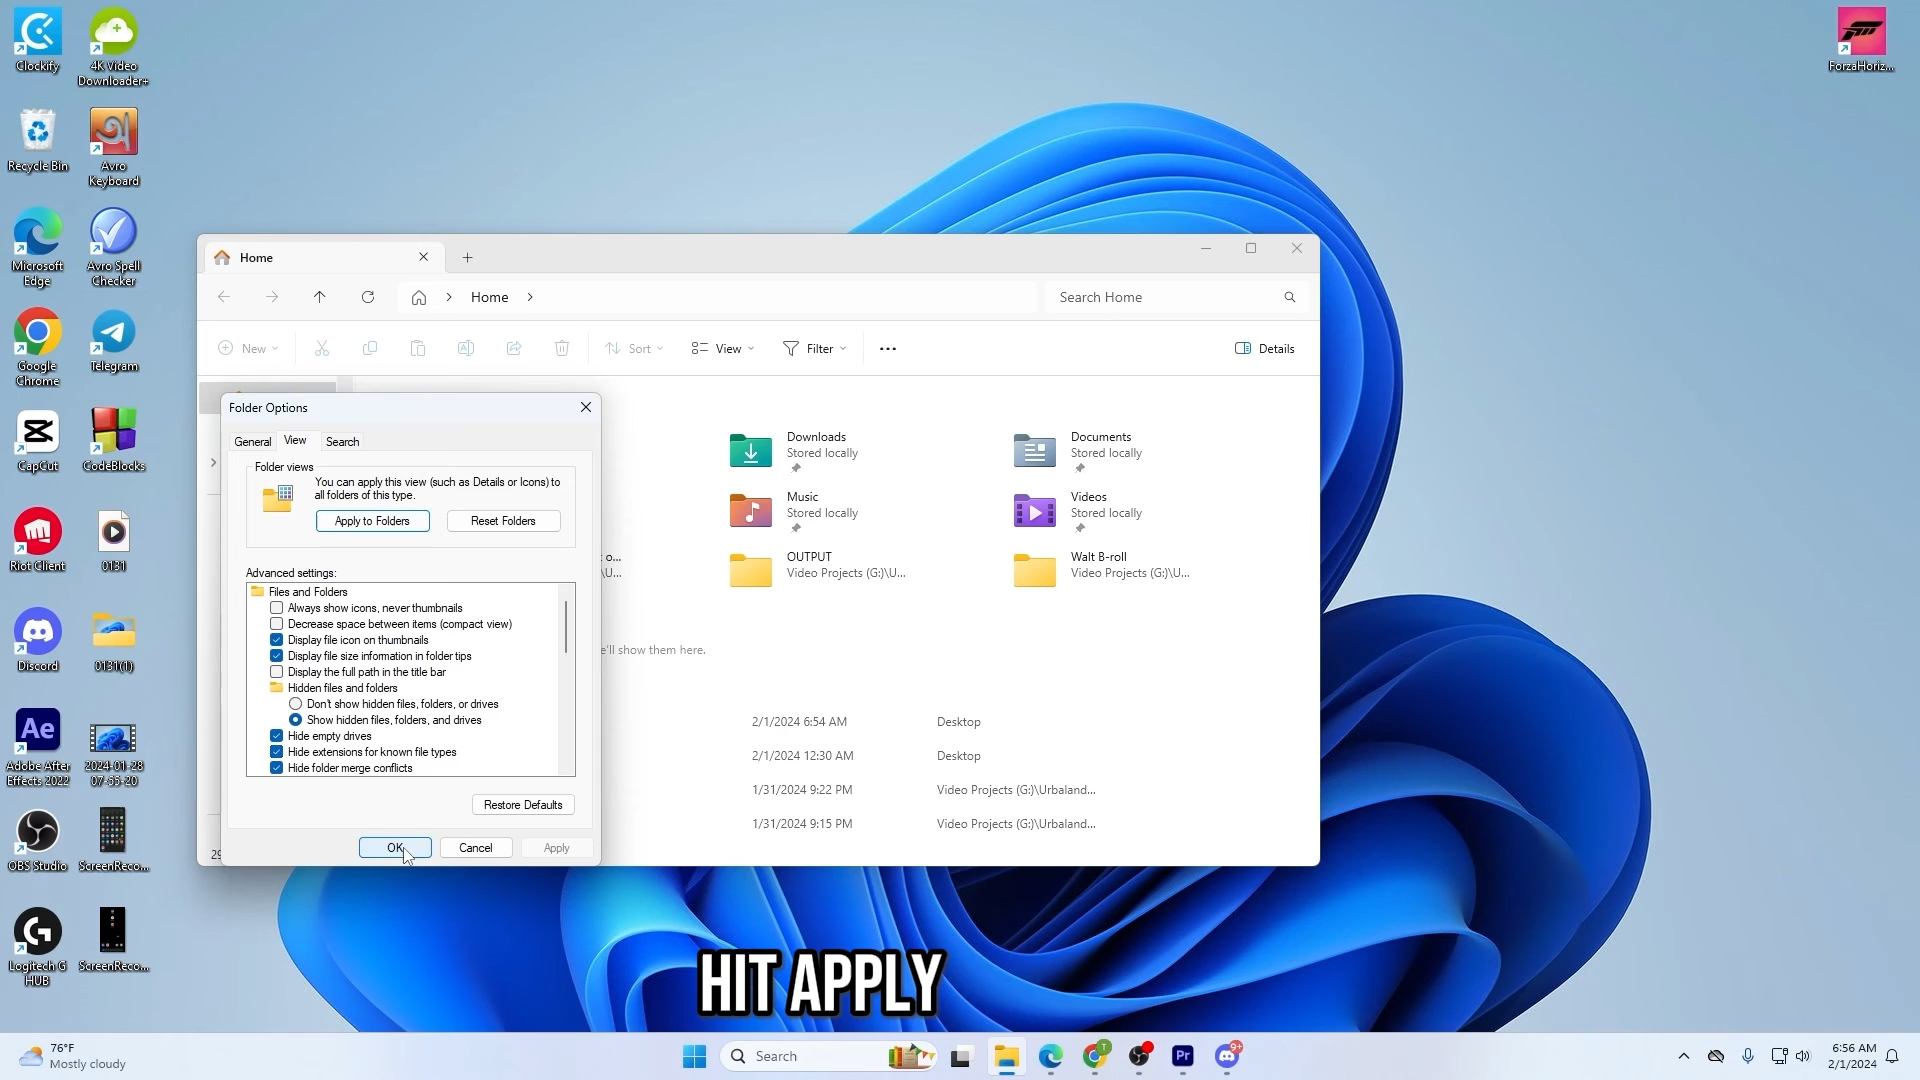 Clockify
4K Video
Downloader+
Recycle Bin
Avro
Keyboard
Microsoft
Edge
Avro Spell
Checker
Google
Chrome
Telegram
CapCut
CodeBlocks
Riot Client
0131
Discord
0131(1)
Ae
Adobe After
Effects 2022
2024-01-28
07-55-20
OBS Studio
ScreenReco...
Logitech G
HUB
ScreenReco...
ForzaHoriz...
Home
Home
Search Home
New
Sort
View
Filter
Details
Folder Options
General
View
Search
Folder views
You can apply this view (such as Details or Icons) to
all folders of this type.
Apply to Folders
Reset Folders
Advanced settings:
Files and Folders
Always show icons, never thumbnails
Decrease space between items (compact view)
Display file icon on thumbnails
Display file size information in folder tips
Display the full path in the title bar
Hidden files and folders
Don't show hidden files, folders, or drives
Show hidden files, folders, and drives
Hide empty drives
Hide extensions for known file types
Hide folder merge conflicts
Restore Defaults
OK
Cancel
Apply
Downloads
Stored locally
Documents
Stored locally
Music
Stored locally
Videos
Stored locally
OUTPUT
Video Projects (G:)\U...
Walt B-roll
Video Projects (G:)\U...
t o...
\U...
e'll show them here.
2/1/2024 6:54 AM
Desktop
2/1/2024 12:30 AM
Desktop
1/31/2024 9:22 PM
Video Projects (G:)\Urbaland...
1/31/2024 9:15 PM
Video Projects (G:)\Urbaland...
29
HIT APPLY
76°F
Mostly cloudy
Search
T
Pr
9+
6:56 AM
2/1/2024